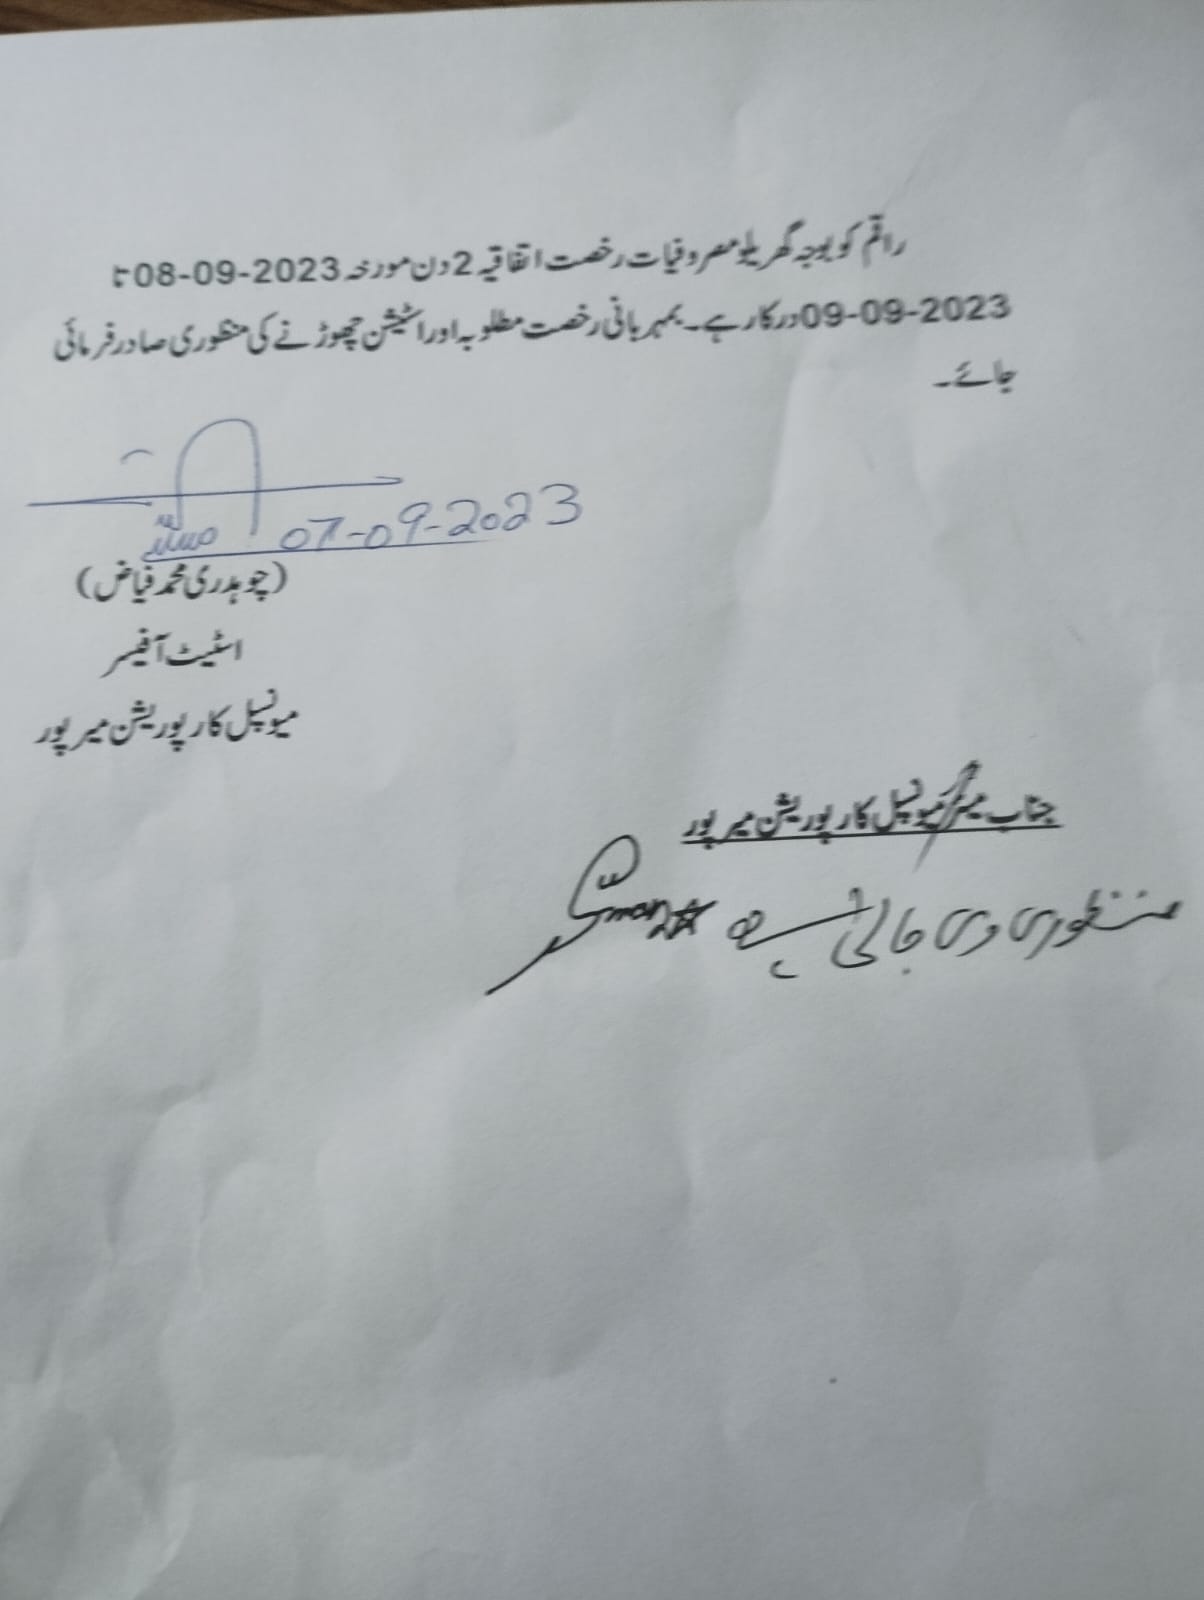 راقم کو بوجہ گھریلو مصروفیات رخصت اتفاقیہ 2 دن مورخہ 08-09-2023 تا
09-09-2023 درکار ہے۔ بمہربانی رخصت مطلوبہ اور اسٹیشن چھوڑنے کی منظوری صادر فرمائی
جائے۔
07-09-2023
(چوہدری محمد فیاض)
اسٹیٹ آفیسر
میونسپل کارپوریشن میرپور
جناب میئر میونسپل کارپوریشن میرپور
منظوری دی جاتی ہے